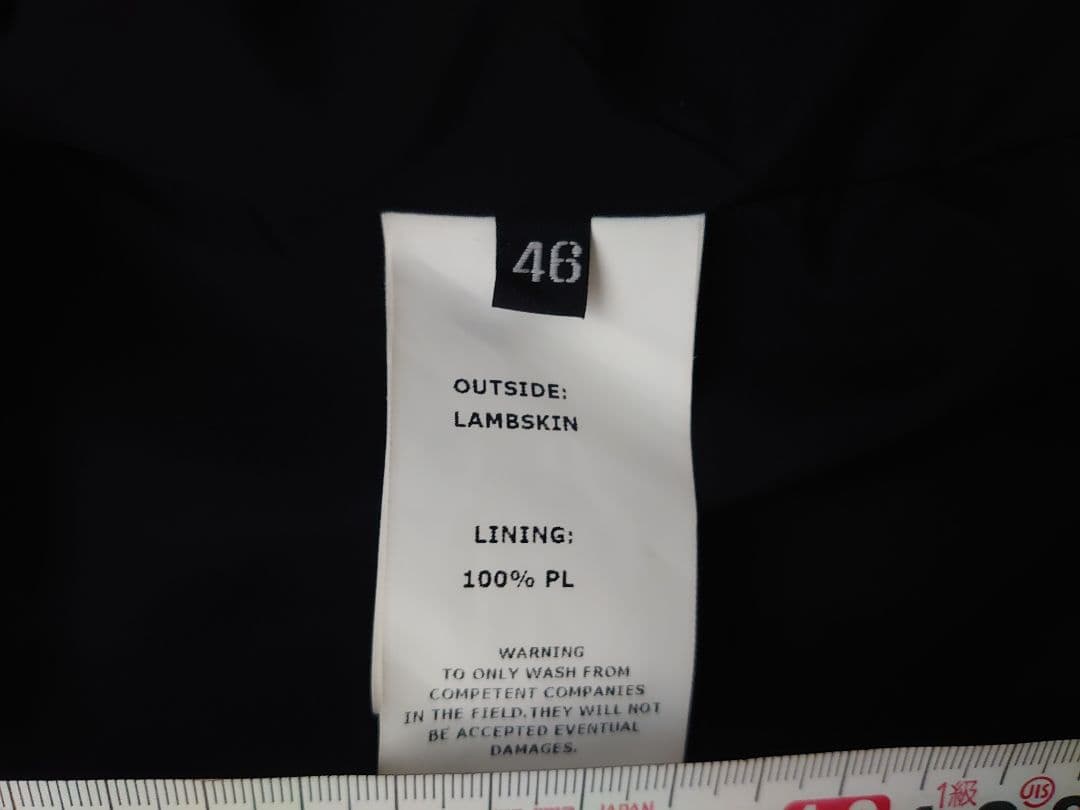 46
OUTSIDE:
LAMBSKIN
LINING:
100% PL
WARNING
TO ONLY WASH FROM
COMPETENT COMPANIES
IN THE FIELD.THEY WILL NOT
BE ACCEPTED EVENTUAL
DAMAGES.
JAPAN
1級
JIS